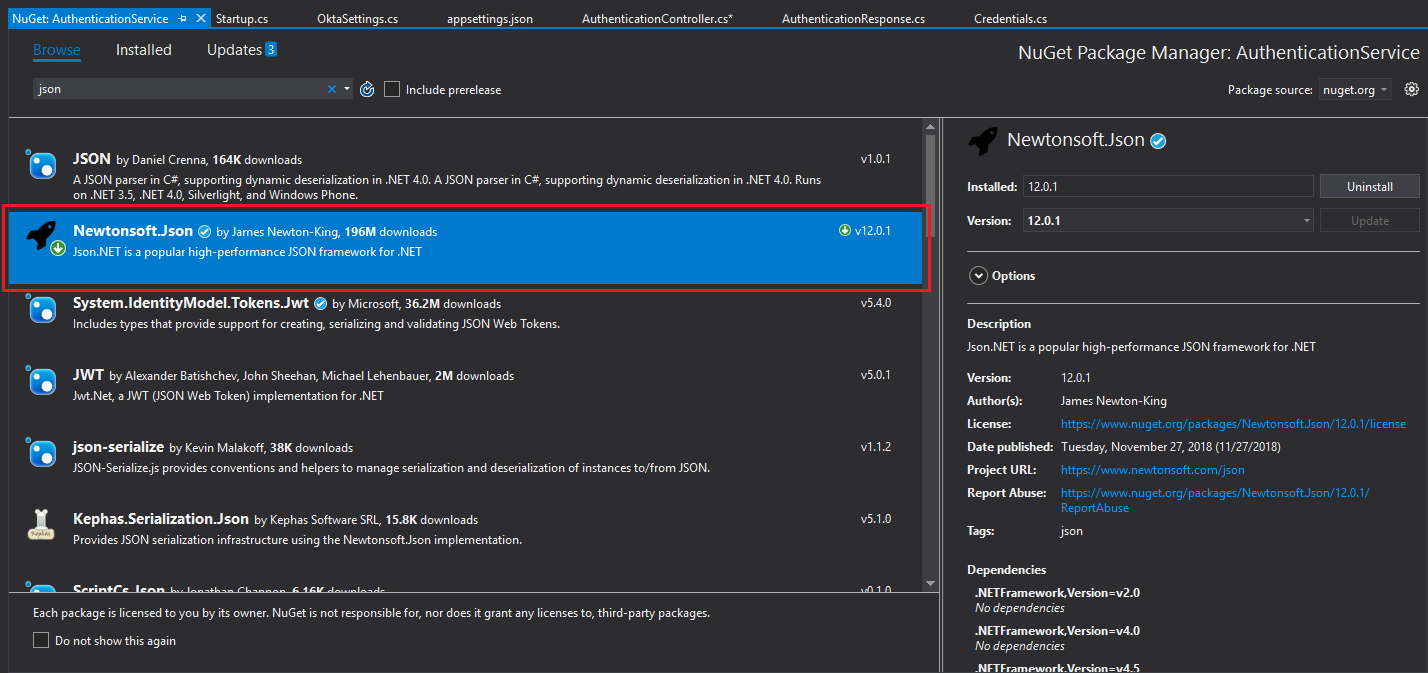 NuGet: AuthenticationService
Startup.cs
OktaSettings.cs
appsettings.json
AuthenticationController.cs*
AuthenticationResponse.cs
Credentials.cs
Browse
Installed
Updates 3
NuGet Package Manager: AuthenticationService
json
Include prerelease
Package source: nuget.org
JSON by Daniel Crenna, 164K downloads
v1.0.1
A JSON parser in C#, supporting dynamic deserialization in .NET 4.0. A JSON parser in C#, supporting dynamic deserialization in .NET 4.0. Runs
on .NET 3.5, .NET 4.0, Silverlight, and Windows Phone.
Newtonsoft.Json by James Newton-King, 196M downloads
v12.0.1
Json.NET is a popular high-performance JSON framework for .NET
System.IdentityModel.Tokens.Jwt by Microsoft, 36.2M downloads
v5.4.0
Includes types that provide support for creating, serializing and validating JSON Web Tokens.
JWT by Alexander Batishchev, John Sheehan, Michael Lehenbauer, 2M downloads
v5.0.1
Jwt.Net, a JWT (JSON Web Token) implementation for .NET
json-serialize by Kevin Malakoff, 38K downloads
v1.1.2
JSON-Serialize.js provides conventions and helpers to manage serialization and deserialization of instances to/from JSON.
Kephas
Kephas.Serialization.Json by Kephas Software SRL, 15.8K downloads
v5.1.0
Provides JSON serialization infrastructure using the Newtonsoft.Json implementation.
ScriptCs.Json by Jonathan Channon, 6.16K downloads
v0.1.0
Each package is licensed to you by its owner. NuGet is not responsible for, nor does it grant any licenses to, third-party packages.
Do not show this again
Newtonsoft.Json
Installed: 12.0.1
Uninstall
Version: 12.0.1
Update
Options
Description
Json.NET is a popular high-performance JSON framework for .NET
Version: 12.0.1
Author(s): James Newton-King
License: https://www.nuget.org/packages/Newtonsoft.Json/12.0.1/license
Date published: Tuesday, November 27, 2018 (11/27/2018)
Project URL: https://www.newtonsoft.com/json
Report Abuse: https://www.nuget.org/packages/Newtonsoft.Json/12.0.1/
ReportAbuse
Tags: json
Dependencies
.NETFramework,Version=v2.0
No dependencies
.NETFramework,Version=v4.0
No dependencies
.NETFramework,Version=v4.5